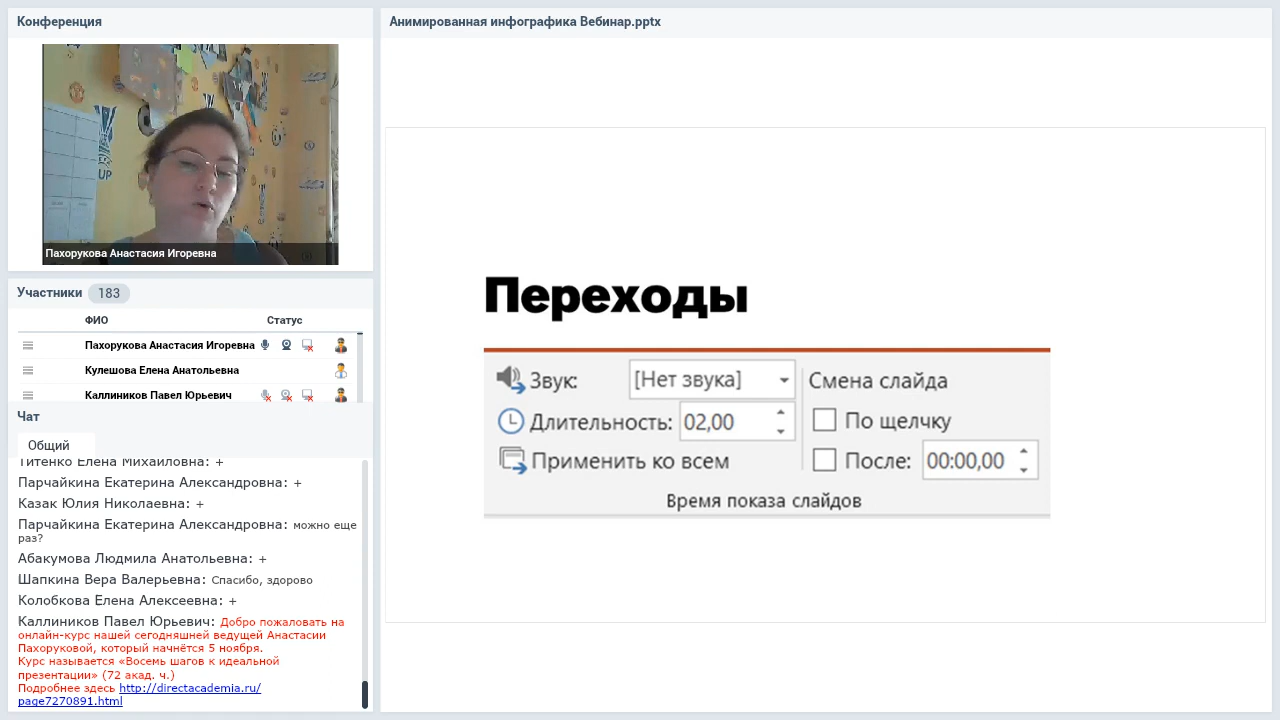 Конференция
UP
Пахорукова Анастасия Игоревна
Участники 183
ФИО Статус
Пахорукова Анастасия Игоревна
Кулешова Елена Анатольевна
Каллиников Павел Юрьевич
Чат
Общий
Титенко Елена Михайловна: +
Парчайкина Екатерина Александровна: +
Казак Юлия Николаевна: +
Парчайкина Екатерина Александровна: можно еще
раз?
Абакумова Людмила Анатольевна: +
Шапкина Вера Валерьевна: Спасибо, здорово
Колобкова Елена Алексеевна: +
Каллиников Павел Юрьевич: Добро пожаловать на
онлайн-курс нашей сегодняшней ведущей Анастасии
Пахоруковой, который начнётся 5 ноября.
Курс называется «Восемь шагов к идеальной
презентации» (72 акад. ч.)
Подробнее здесь http://directacademia.ru/
page7270891.html
Анимированная инфографика Вебинар.pptx
Переходы
Звук: [Нет звука] Смена слайда
Длительность: 02,00 По щелчку
Применить ко всем После: 00:00,00
Время показа слайдов